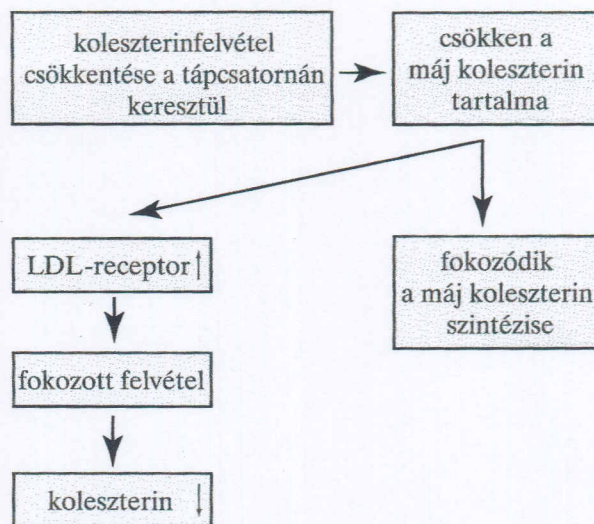 koleszterinfelvétel
csökkentése a tápcsatornán
keresztül
csökken a
máj koleszterin
tartalma
LDL-receptor↑
fokozódik
a máj koleszterin
szintézise
fokozott felvétel
koleszterin ↓